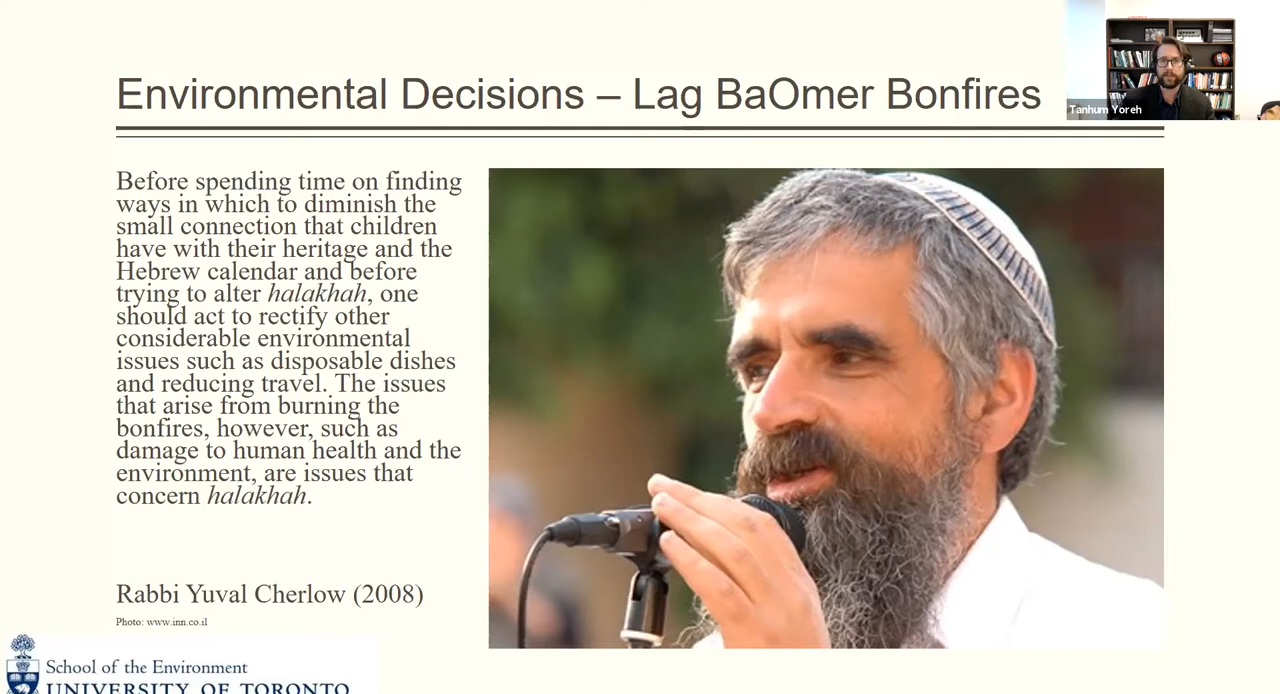 Environmental Decisions – Lag BaOmer Bonfires
Tanhum Yoreh
Before spending time on finding
ways in which to diminish the
small connection that children
have with their heritage and the
Hebrew calendar and before
trying to alter halakhah, one
should act to rectify other
considerable environmental
issues such as disposable dishes
and reducing travel. The issues
that arise from burning the
bonfires, however, such as
damage to human health and the
environment, are issues that
concern halakhah.
Rabbi Yuval Cherlow (2008)
Photo: www.inn.co.il
School of the Environment
UNIVERSITY OF TORONTO